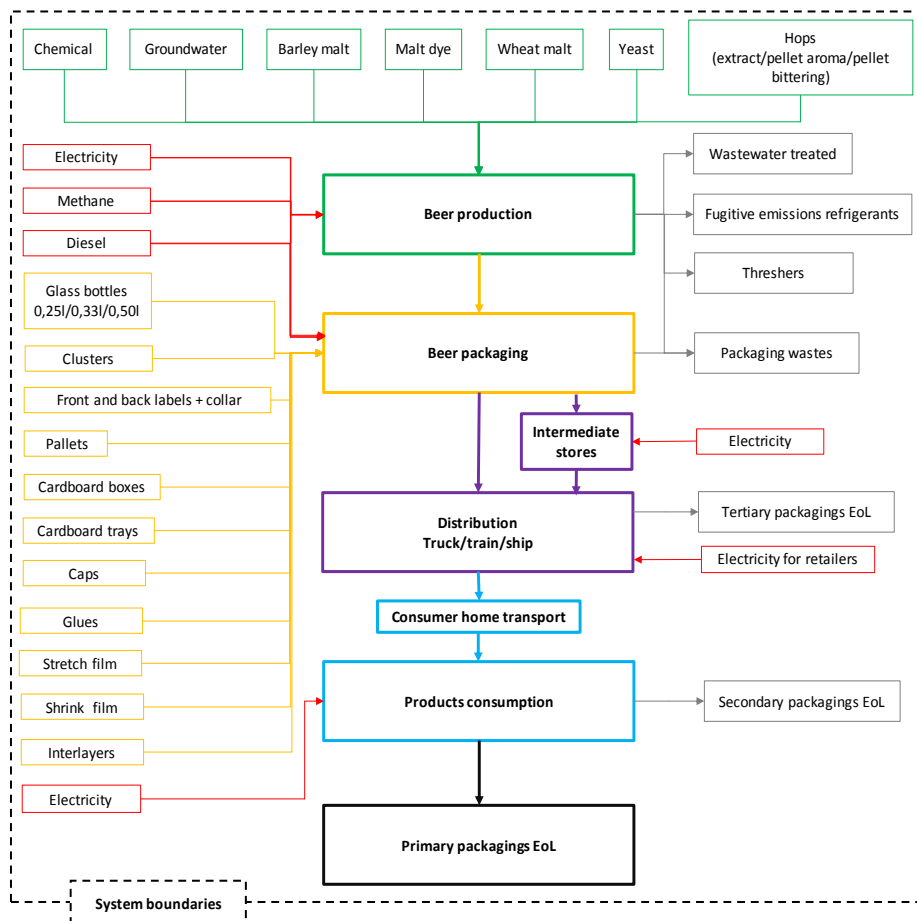 Chemical
Groundwater
Barley malt
Malt dye
Wheat malt
Yeast
Hops
(extract/pellet aroma/pellet
bittering)
Electricity
Methane
Diesel
Glass bottles
0,25l/0,33l/0,50l
Clusters
Front and back labels + collar
Pallets
Cardboard boxes
Cardboard trays
Caps
Glues
Stretch film
Shrink film
Interlayers
Electricity
Beer production
Beer packaging
Intermediate
stores
Distribution
Truck/train/ship
Consumer home transport
Products consumption
Primary packagings EoL
Wastewater treated
Fugitive emissions refrigerants
Threshers
Packaging wastes
Electricity
Tertiary packagings EoL
Electricity for retailers
Secondary packagings EoL
System boundaries